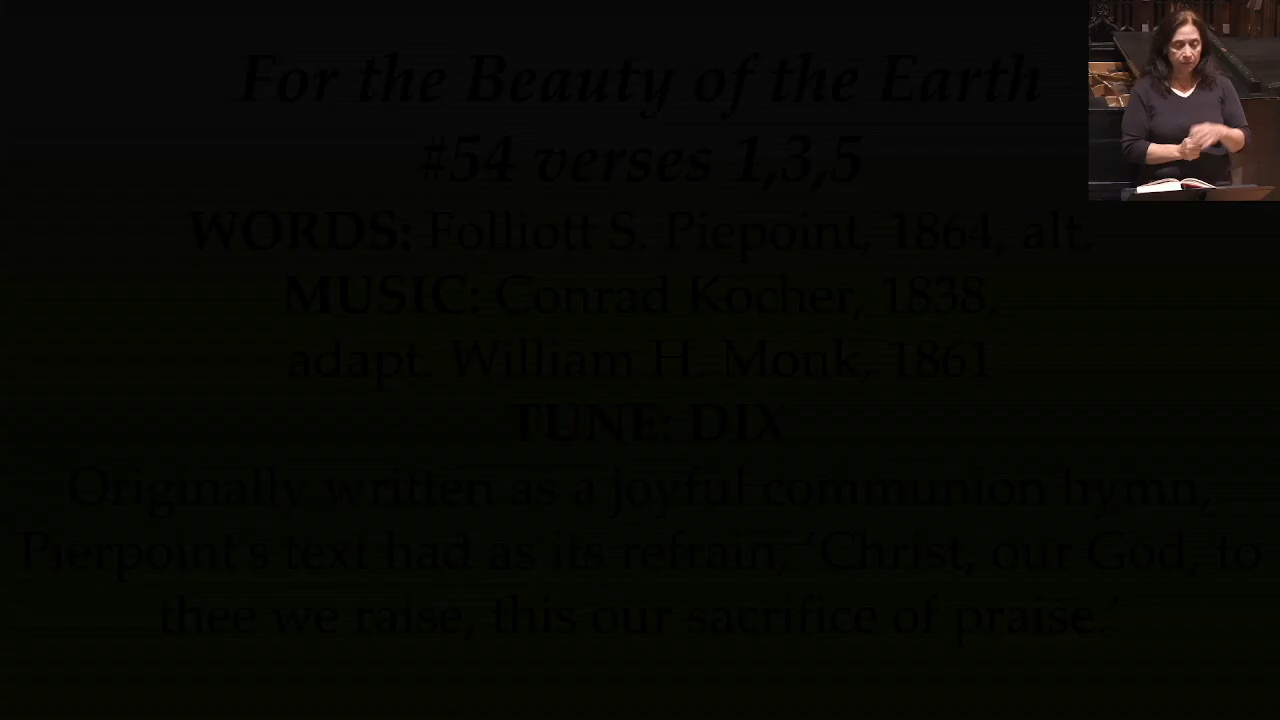 For the Beauty of the Earth
#54 verses 1,3,5
WORDS: Folliott S. Piepoint, 1864, alt.
MUSIC: Conrad Kocher, 1838,
adapt. William H. Monk, 1861
TUNE: DIX
Originally written as a joyful communion hymn,
Pierpoint's text had as its refrain, 'Christ, our God, to
thee we raise, this our sacrifice of praise.'